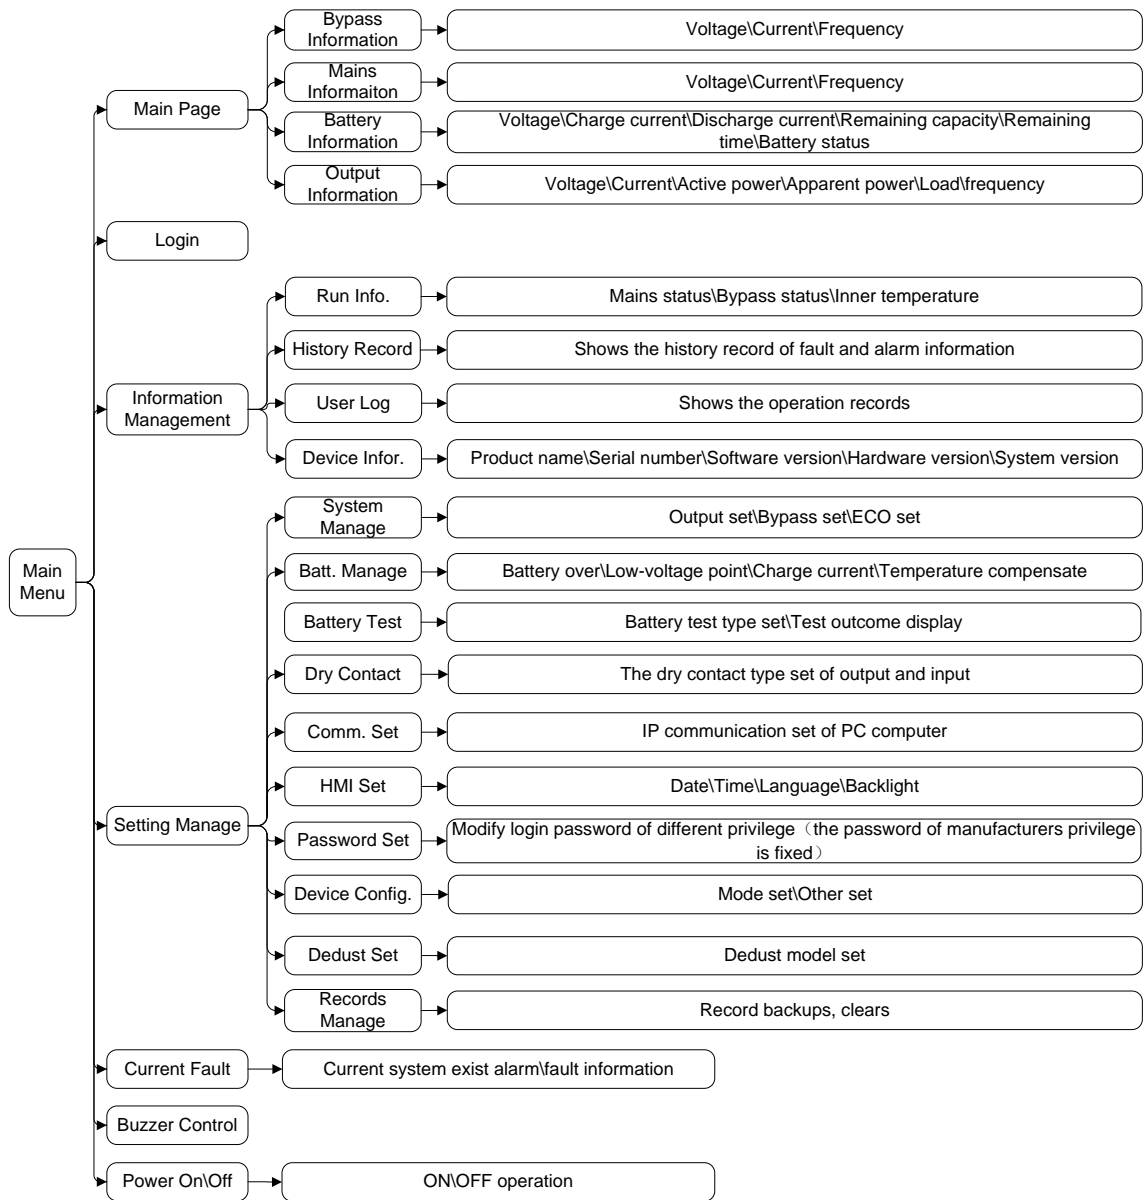 Bypass
Information
Voltage\Current\Frequency
Mains
Informaiton
Voltage\Current\Frequency
Main Page
Battery
Information
Voltage\Charge current\Discharge current\Remaining capacity\Remaining
time\Battery status
Output
Information
Voltage\Current\Active power\Apparent power\Load\frequency
Login
Run Info.
Mains status\Bypass status\Inner temperature
History Record
Shows the history record of fault and alarm information
Information
Management
User Log
Shows the operation records
Device Infor.
Product name\Serial number\Software version\Hardware version\System version
System
Manage
Output set\Bypass set\ECO set
Main
Menu
Batt. Manage
Battery over\Low-voltage point\Charge current\Temperature compensate
Battery Test
Battery test type set\Test outcome display
Dry Contact
The dry contact type set of output and input
Comm. Set
IP communication set of PC computer
HMI Set
Date\Time\Language\Backlight
Setting Manage
Password Set
Modify login password of different privilege（the password of manufacturers privilege
is fixed）
Device Config.
Mode set\Other set
Dedust Set
Dedust model set
Records
Manage
Record backups, clears
Current Fault
Current system exist alarm\fault information
Buzzer Control
Power On\Off
ON\OFF operation